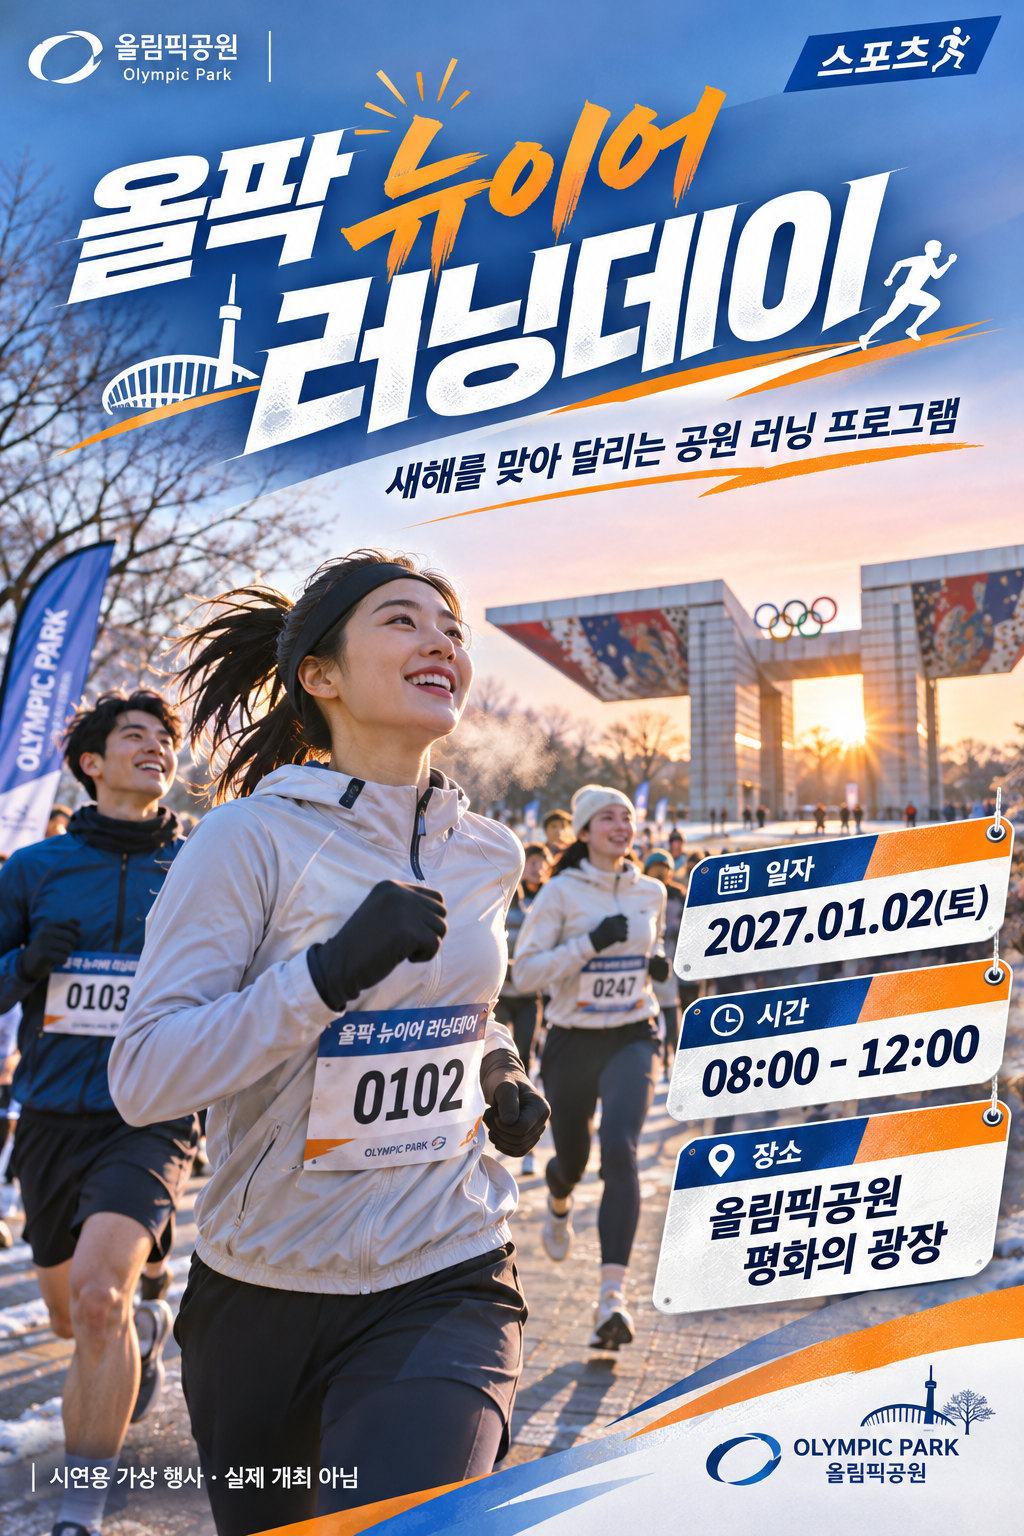 올림픽공원
Olympic Park
스포츠
올팍 뉴이어
러닝데이
새해를 맞아 달리는 공원 러닝 프로그램
OLYMPIC PARK
일자
2027.01.02(토)
시간
08:00 - 12:00
장소
올림픽공원
평화의 광장
0103
올팍 뉴이어 러닝데이
0102
OLYMPIC PARK
0247
시연용 가상 행사 · 실제 개최 아님
OLYMPIC PARK
올림픽공원